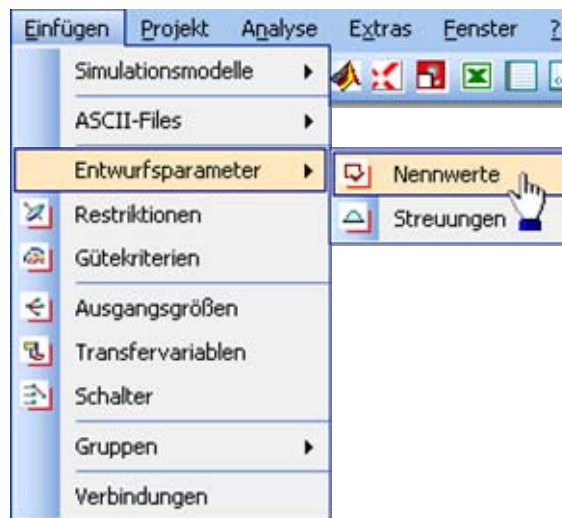 Einfügen Projekt Analyse Extras Fenster ?
Simulationsmodelle
ASCII-Files
Entwurfsparameter
Nennwerte
Streuungen
Restriktionen
Gütekriterien
Ausgangsgrößen
Transfervariablen
Schalter
Gruppen
Verbindungen